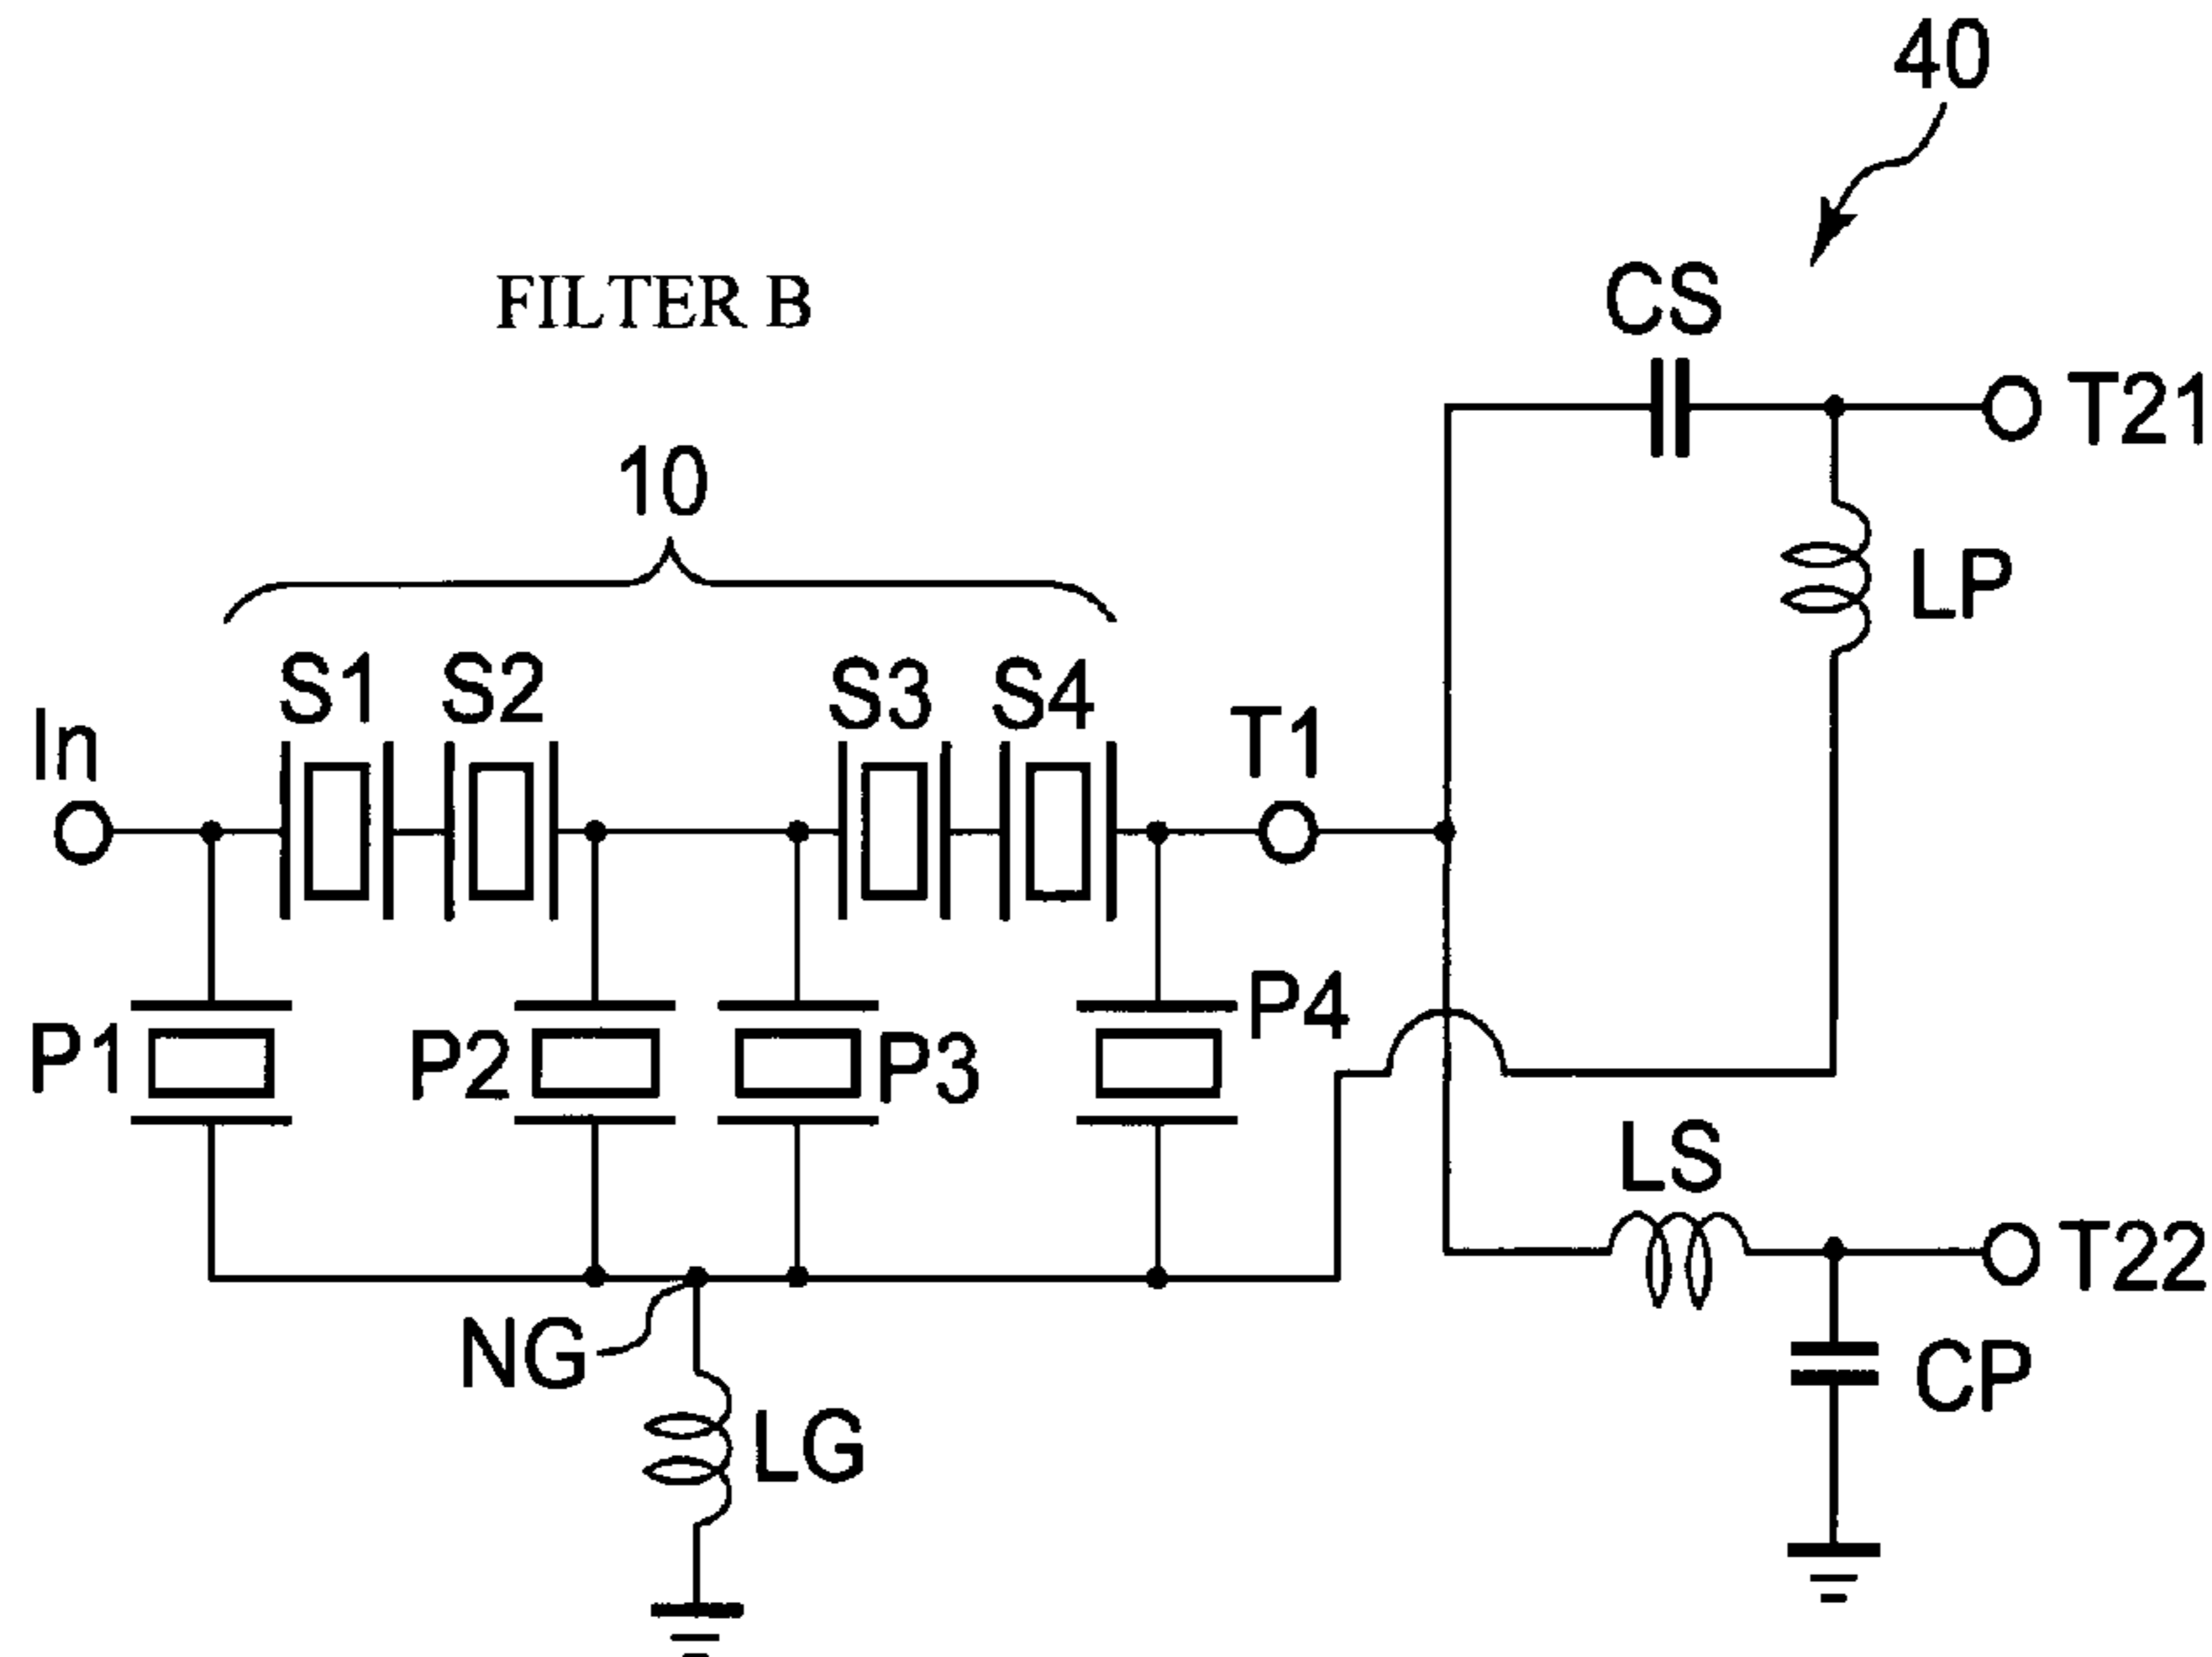 40
FILTER B
CS
T21
10
LP
S1
S2
S3
S4
T1
In
P1
P2
P3
P4
LS
T22
NG
LG
CP